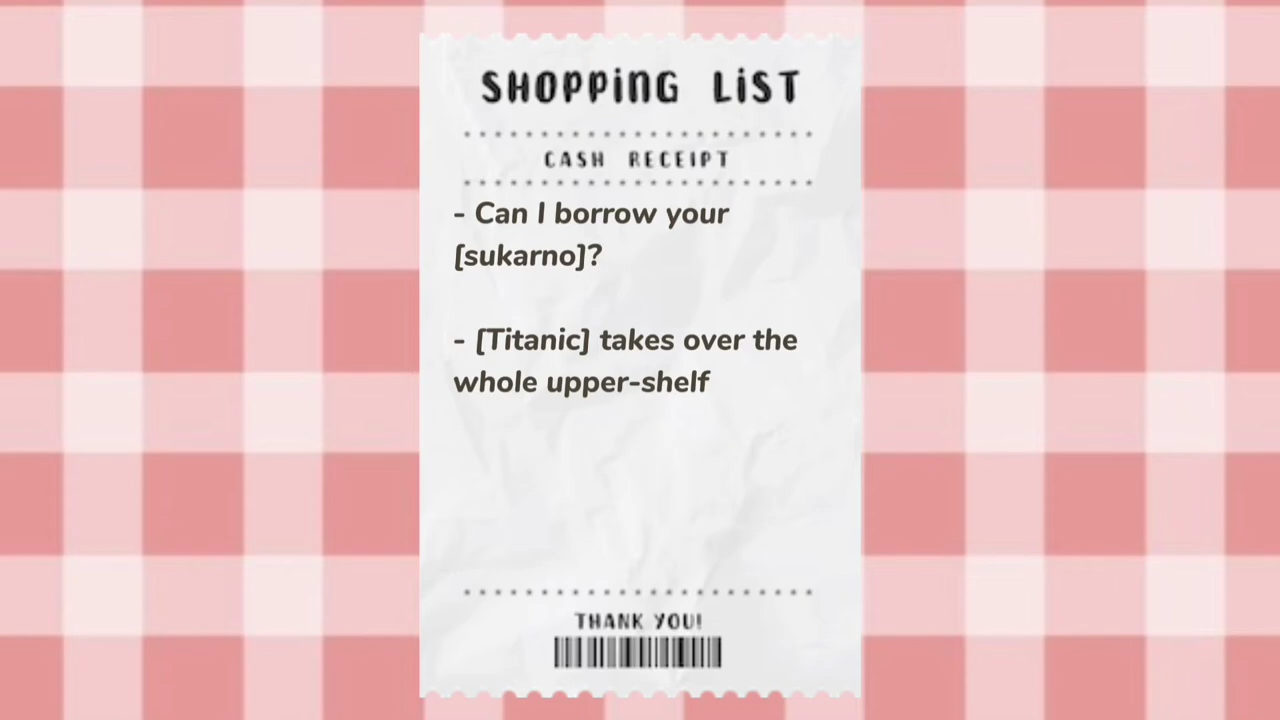 SHOPPiNG LiST
CASH RECEIPT
- Can I borrow your
[sukarno]?
- [Titanic] takes over the
whole upper-shelf
THANK YOU!